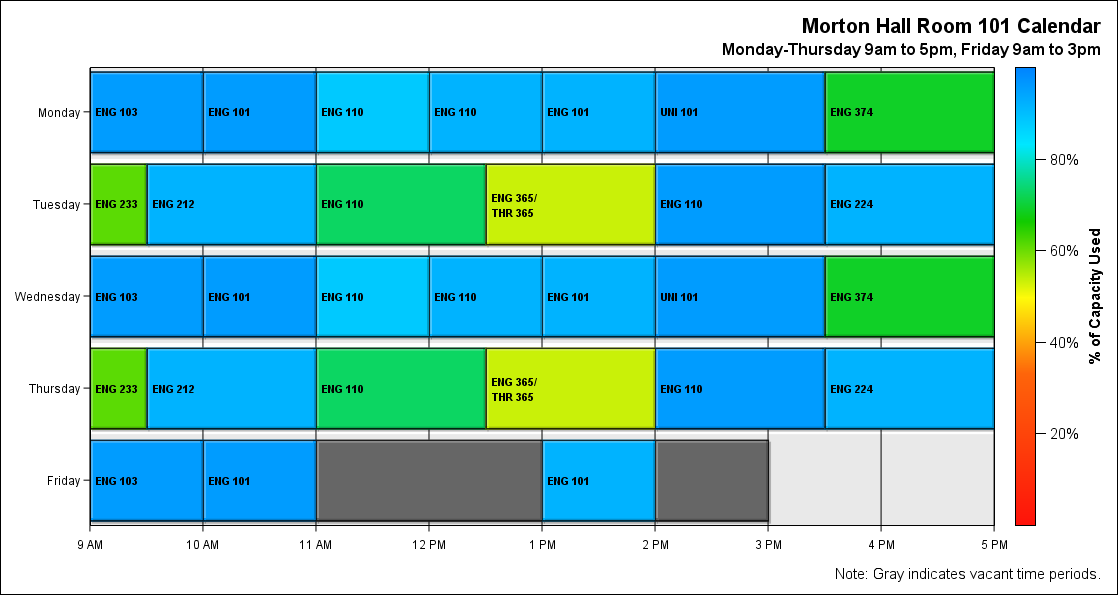 Morton Hall Room 101 Calendar
Monday-Thursday 9am to 5pm, Friday 9am to 3pm
Monday
ENG 103
ENG 101
ENG 110
ENG 110
ENG 101
UNI 101
ENG 374
Tuesday
ENG 233
ENG 212
ENG 110
ENG 365/
THR 365
ENG 110
ENG 224
Wednesday
ENG 103
ENG 101
ENG 110
ENG 110
ENG 101
UNI 101
ENG 374
Thursday
ENG 233
ENG 212
ENG 110
ENG 365/
THR 365
ENG 110
ENG 224
Friday
ENG 103
ENG 101
ENG 101
9 AM
10 AM
11 AM
12 PM
1 PM
2 PM
3 PM
4 PM
5 PM
80%
60%
40%
20%
% of Capacity Used
Note: Gray indicates vacant time periods.